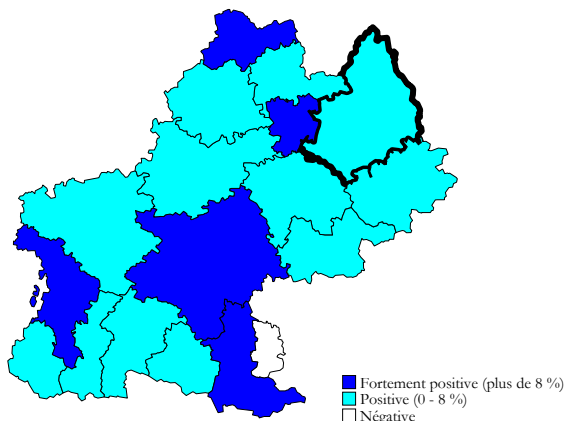 Fortement positive (plus de 8 %)
Positive (0 - 8 %)
Négative